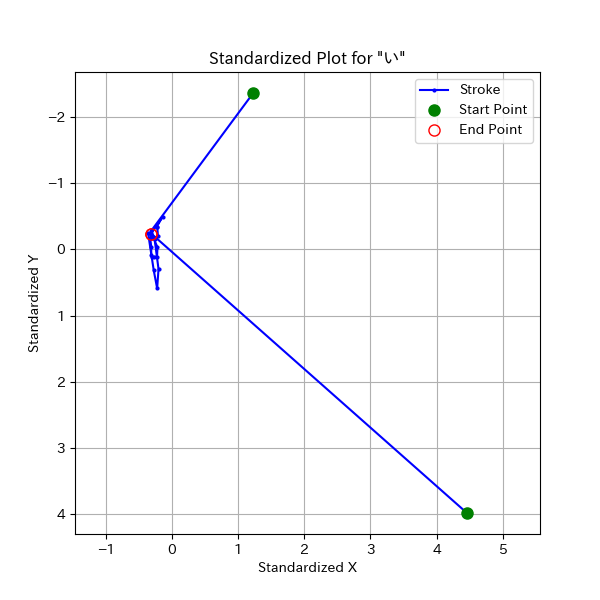 Standardized Plot for "い"
Stroke
Start Point
End Point
−2
−1
0
1
2
3
4
Standardized Y
−1 0 1 2 3 4 5
Standardized X